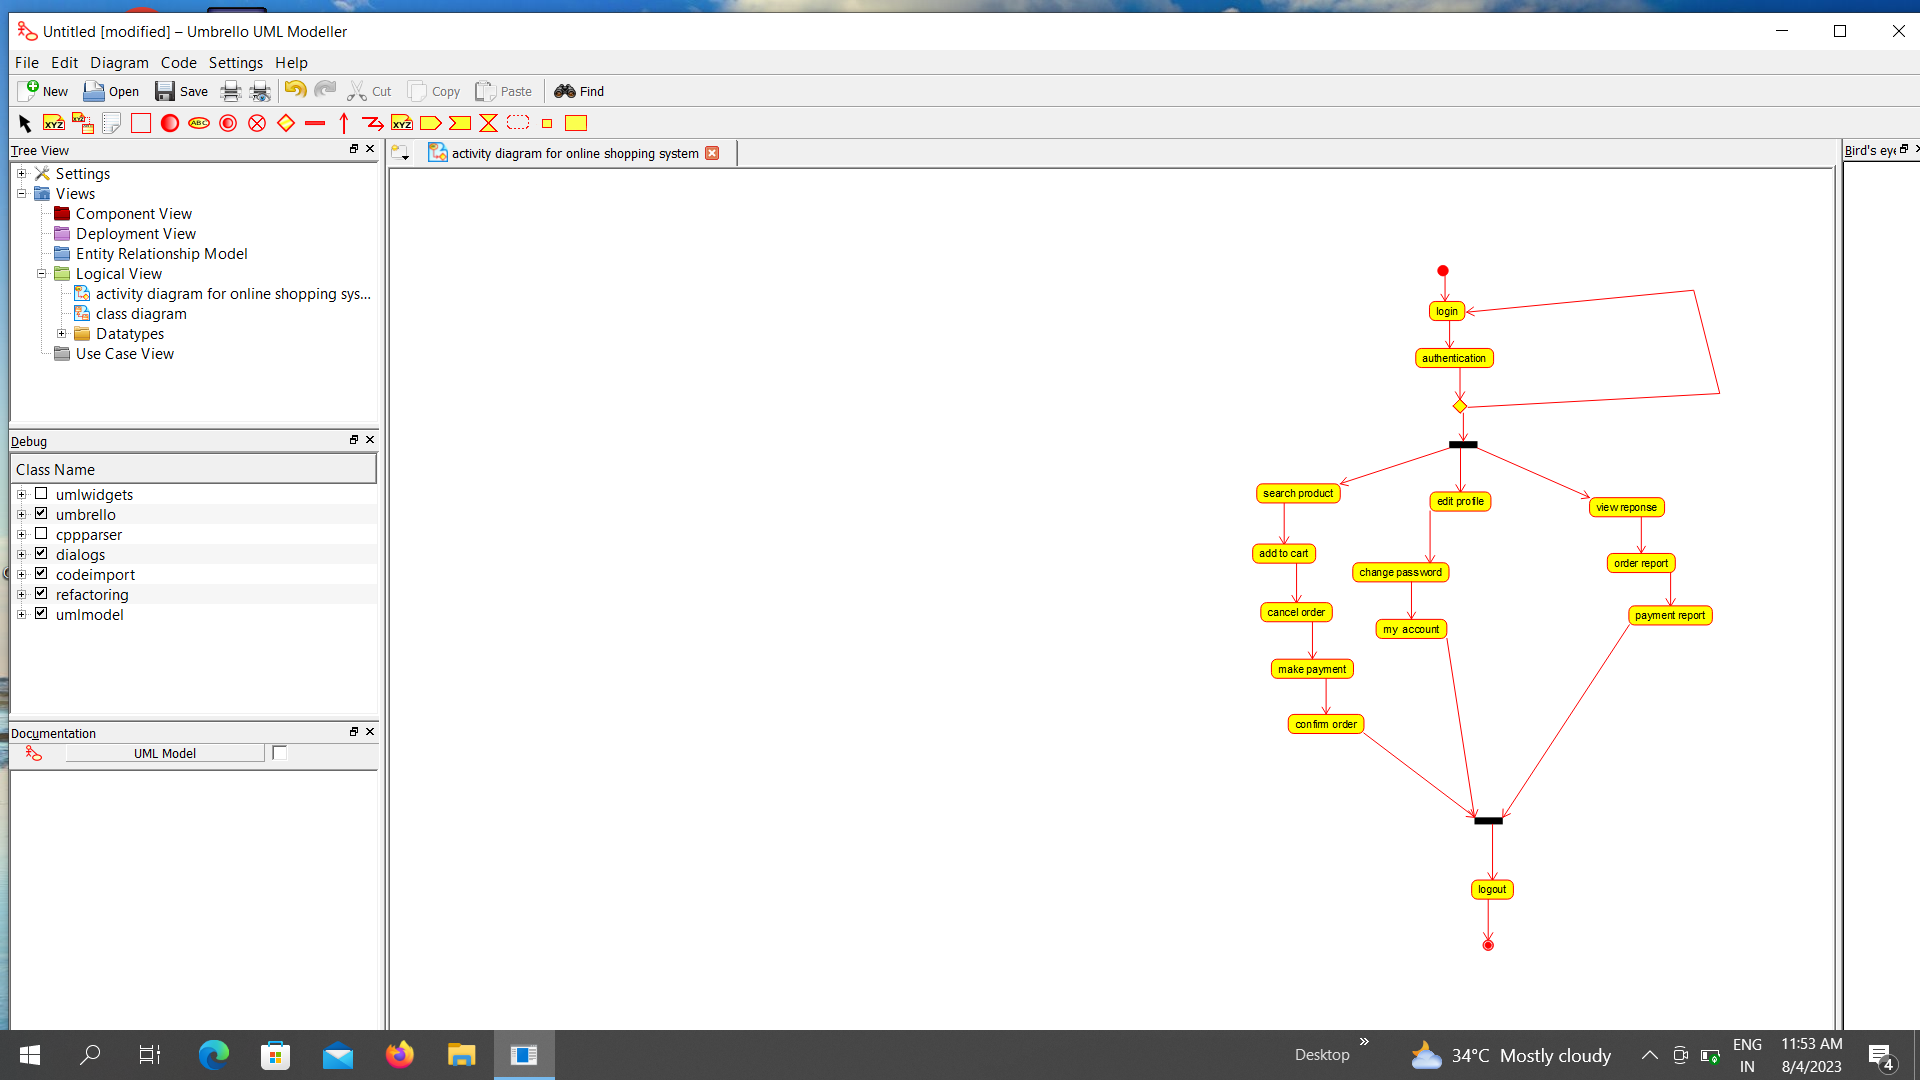 Untitled [modified] – Umbrello UML Modeller
File Edit Diagram Code Settings Help
New Open Save Cut Copy Paste Find
XYZ XYZ ABC XYZ
Tree View
Settings
Views
Component View
Deployment View
Entity Relationship Model
Logical View
activity diagram for online shopping sys...
class diagram
Datatypes
Use Case View
Debug
Class Name
umlwidgets
umbrello
cppparser
dialogs
codeimport
refactoring
umlmodel
Documentation
UML Model
activity diagram for online shopping system
Bird's eye
login
authentication
search product
edit profile
view reponse
add to cart
order report
change password
cancel order
payment report
my account
make payment
confirm order
logout
Desktop
»
34°C Mostly cloudy
ENG
IN
11:53 AM
8/4/2023
4